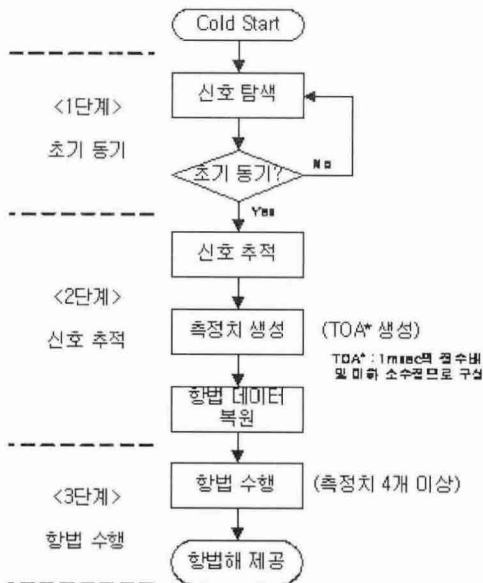 Cold Start
<1단계>
초기 동기
신호 탐색
초기 동기?
No
Yes
<2단계>
신호 추적
신호 추적
측정치 생성
(TOA* 생성)
TOA* : 1msec의 정수배
및 이하 소수점으로 구성
항법 데이터
복원
<3단계>
항법 수행
항법 수행
(측정치 4개 이상)
항법해 제공